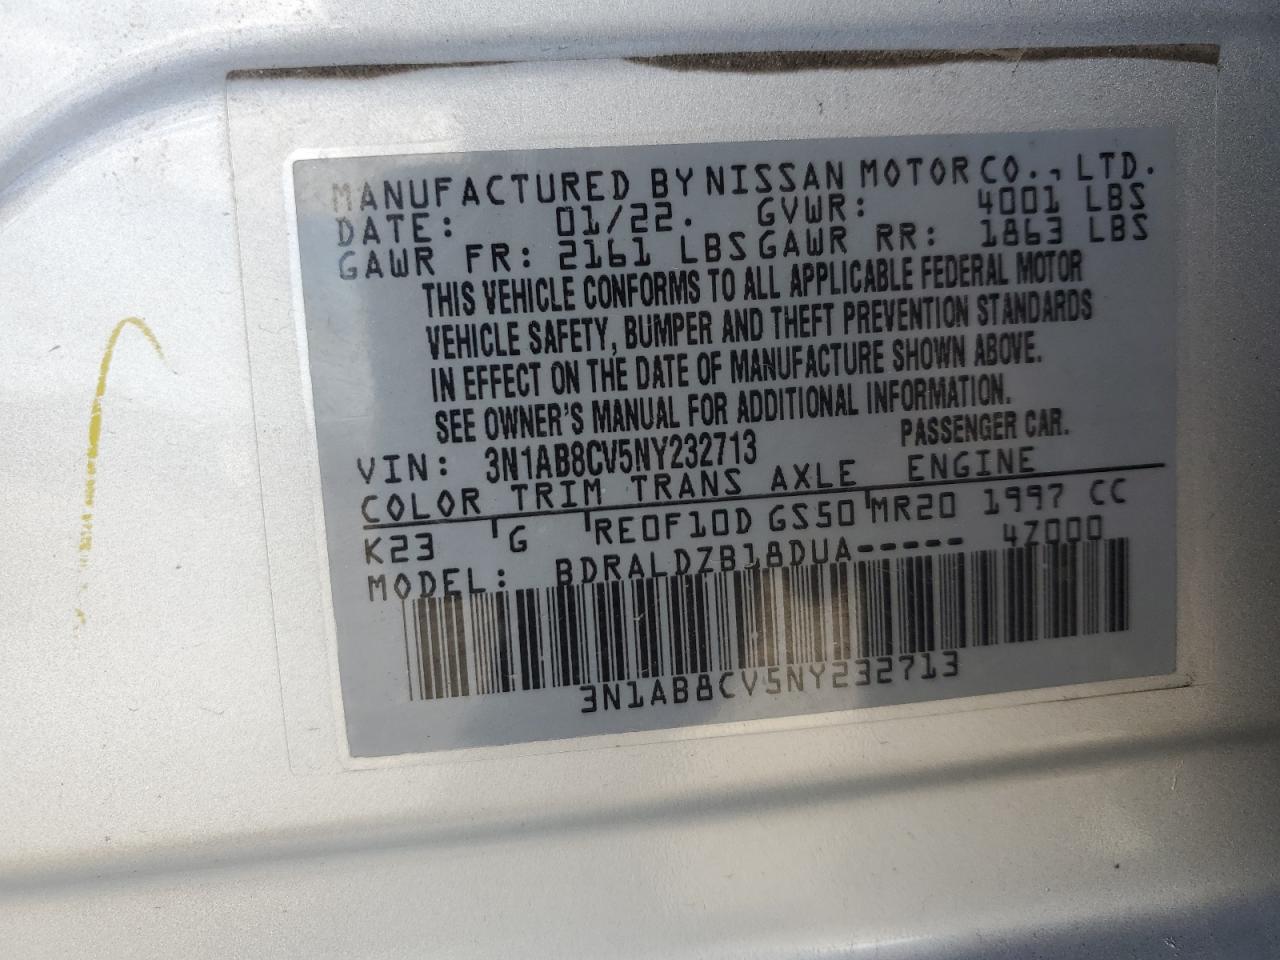 MANUFACTURED BY NISSAN MOTOR CO., LTD.
DATE: 01/22. GVWR: 4001 LBS
GAWR FR: 2161 LBS GAWR RR: 1863 LBS
THIS VEHICLE CONFORMS TO ALL APPLICABLE FEDERAL MOTOR
VEHICLE SAFETY, BUMPER AND THEFT PREVENTION STANDARDS
IN EFFECT ON THE DATE OF MANUFACTURE SHOWN ABOVE.
SEE OWNER'S MANUAL FOR ADDITIONAL INFORMATION.
VIN: 3N1AB8CV5NY232713 PASSENGER CAR.
COLOR TRIM TRANS AXLE ENGINE
K23 G RE0F10D GS50 MR20 1997 CC
MODEL: BDRALDZB18DUA----- 4Z000
3N1AB8CV5NY232713